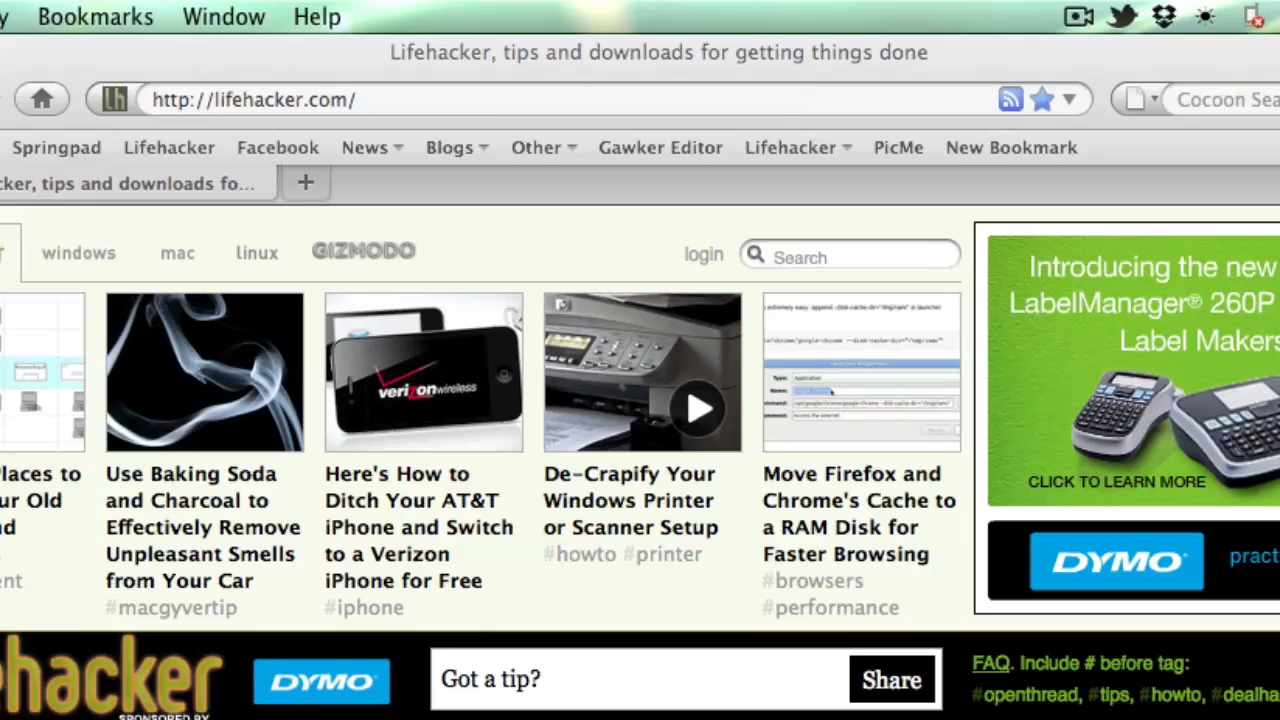 Bookmarks Window Help
Lifehacker, tips and downloads for getting things done
http://lifehacker.com/
Cocoon Sea
Springpad Lifehacker Facebook News Blogs Other Gawker Editor Lifehacker PicMe New Bookmark
cker, tips and downloads fo... +
windows mac linux GIZMODO login Search
Introducing the new
LabelManager® 260P
Label Makers
CLICK TO LEARN MORE
DYMO
pract
verizonwireless
Places to
ur Old
nd
ent
Use Baking Soda
and Charcoal to
Effectively Remove
Unpleasant Smells
from Your Car
#macgyvertip
Here's How to
Ditch Your AT&T
iPhone and Switch
to a Verizon
iPhone for Free
#iphone
De-Crapify Your
Windows Printer
or Scanner Setup
#howto #printer
Move Firefox and
Chrome's Cache to
a RAM Disk for
Faster Browsing
#browsers
#performance
ehacker
SPONSORED BY
DYMO
Got a tip?
Share
FAQ. Include # before tag:
#openthread, #tips, #howto, #dealha